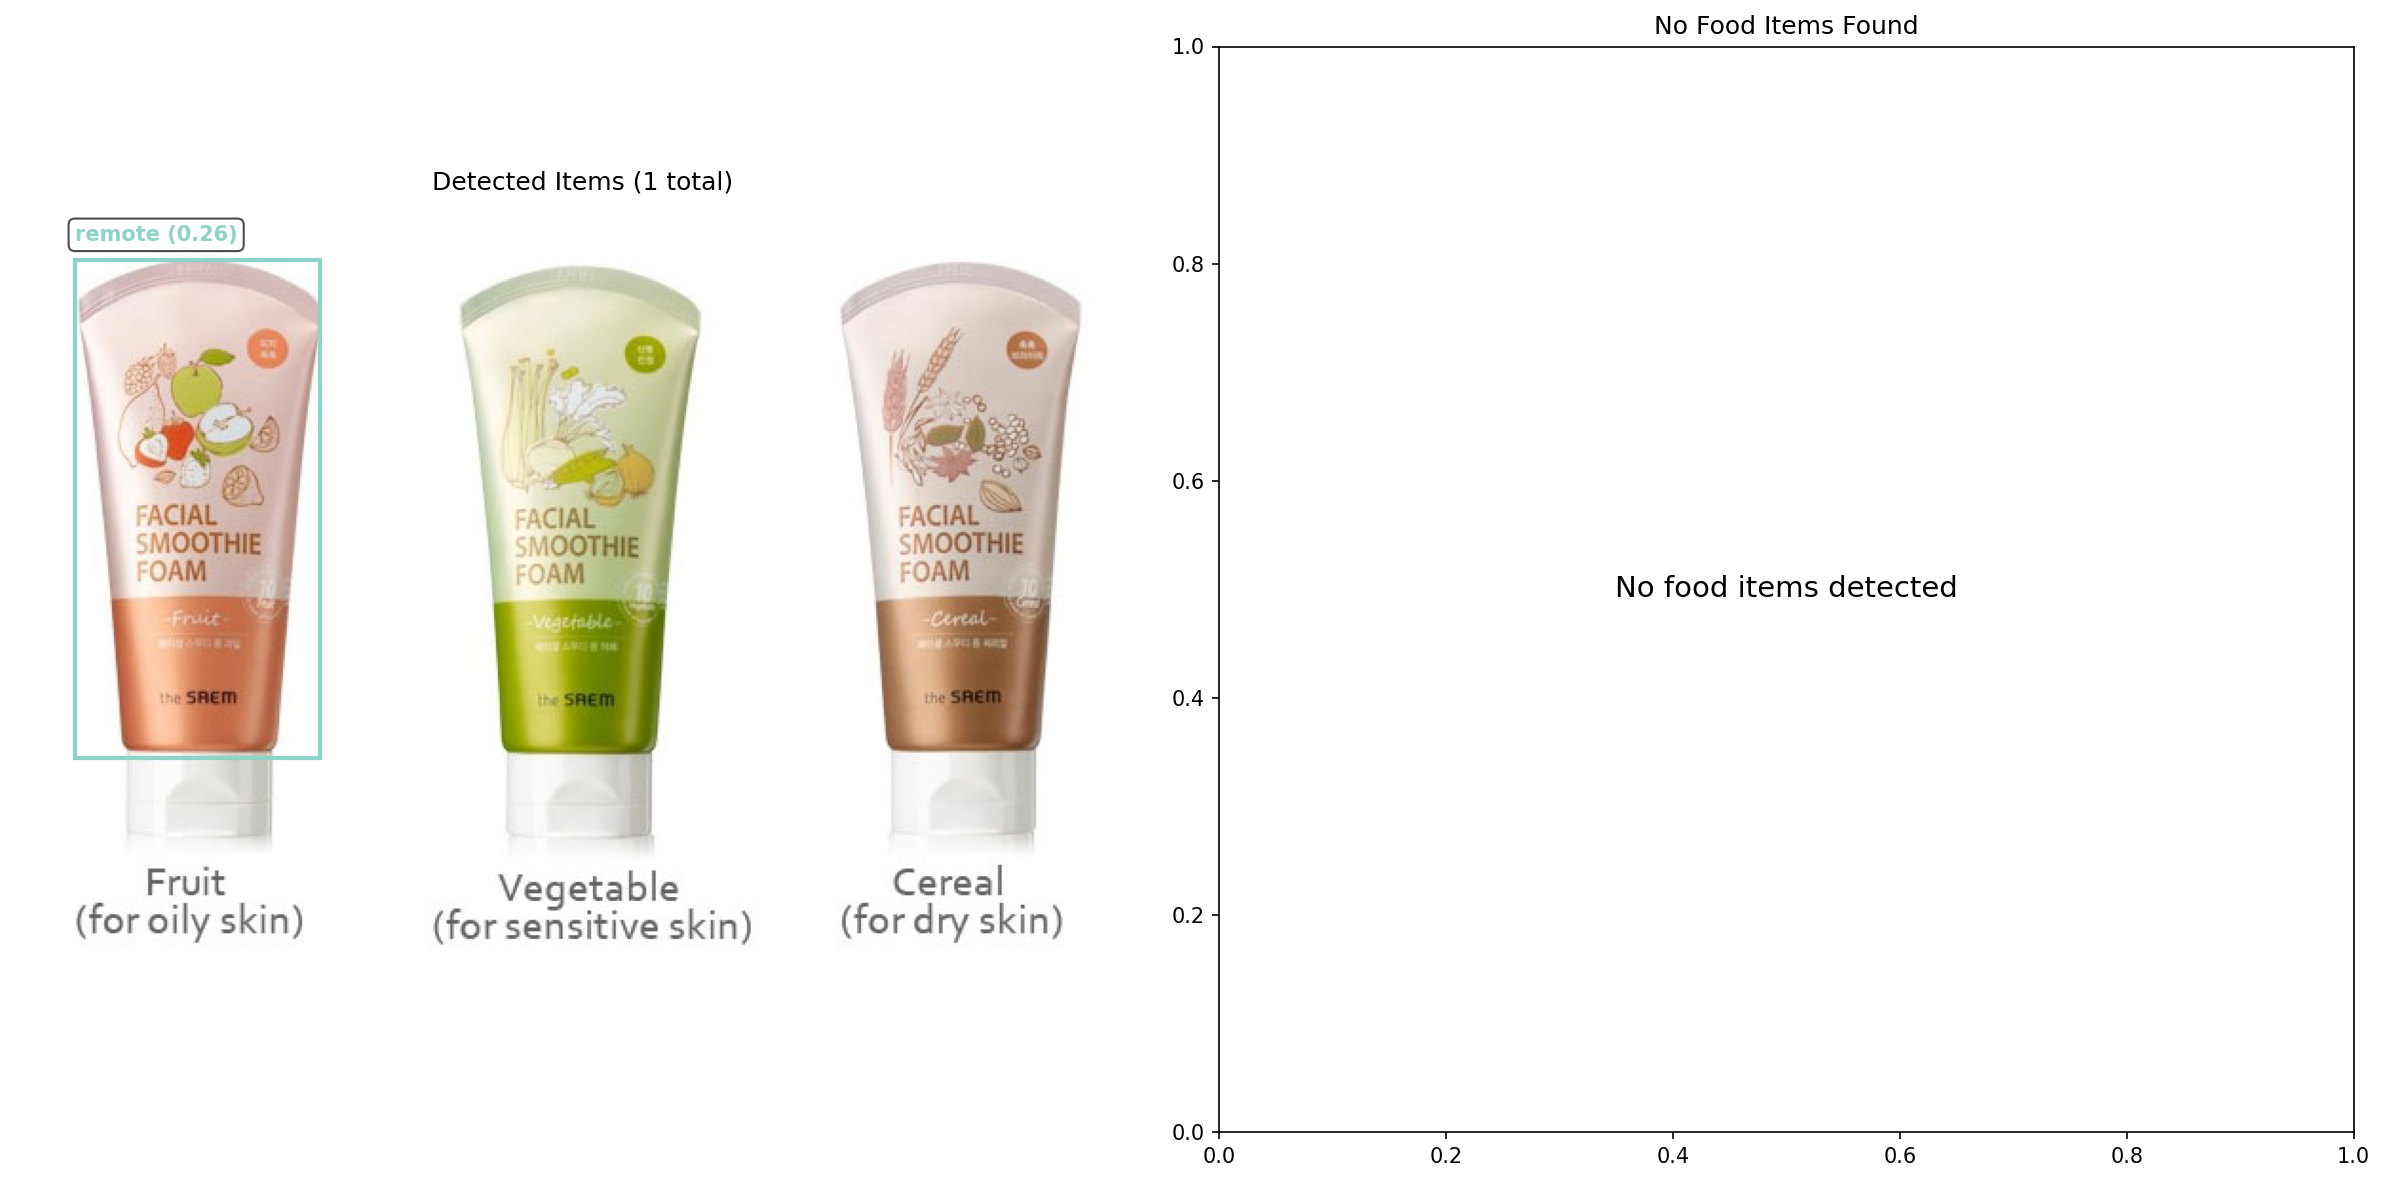 Detected Items (1 total)
remote (0.26)
FACIAL
SMOOTHIE
FOAM
-Fruit-
the SAEM
Fruit
(for oily skin)
FACIAL
SMOOTHIE
FOAM
10
-Vegetable-
the SAEM
Vegetable
(for sensitive skin)
FACIAL
SMOOTHIE
FOAM
10
Cereal
-Cereal-
the SAEM
Cereal
(for dry skin)
No Food Items Found
1.0
0.8
0.6
No food items detected
0.4
0.2
0.0
0.0 0.2 0.4 0.6 0.8 1.0